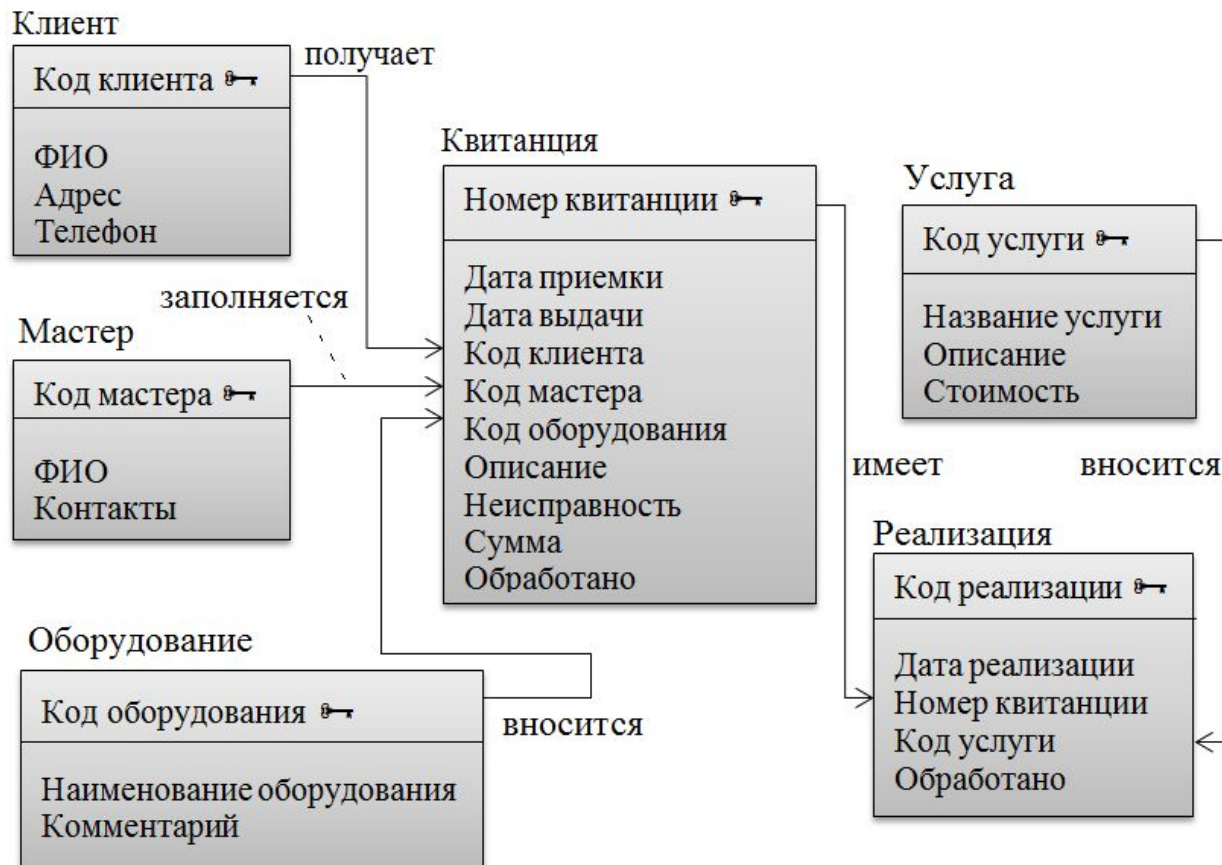 Клиент
Код клиента
ФИО
Адрес
Телефон
получает
заполняется
Мастер
Код мастера
ФИО
Контакты
Оборудование
Код оборудования
Наименование оборудования
Комментарий
вносится
Квитанция
Номер квитанции
Дата приемки
Дата выдачи
Код клиента
Код мастера
Код оборудования
Описание
Неисправность
Сумма
Обработано
имеет
Услуга
Код услуги
Название услуги
Описание
Стоимость
вносится
Реализация
Код реализации
Дата реализации
Номер квитанции
Код услуги
Обработано